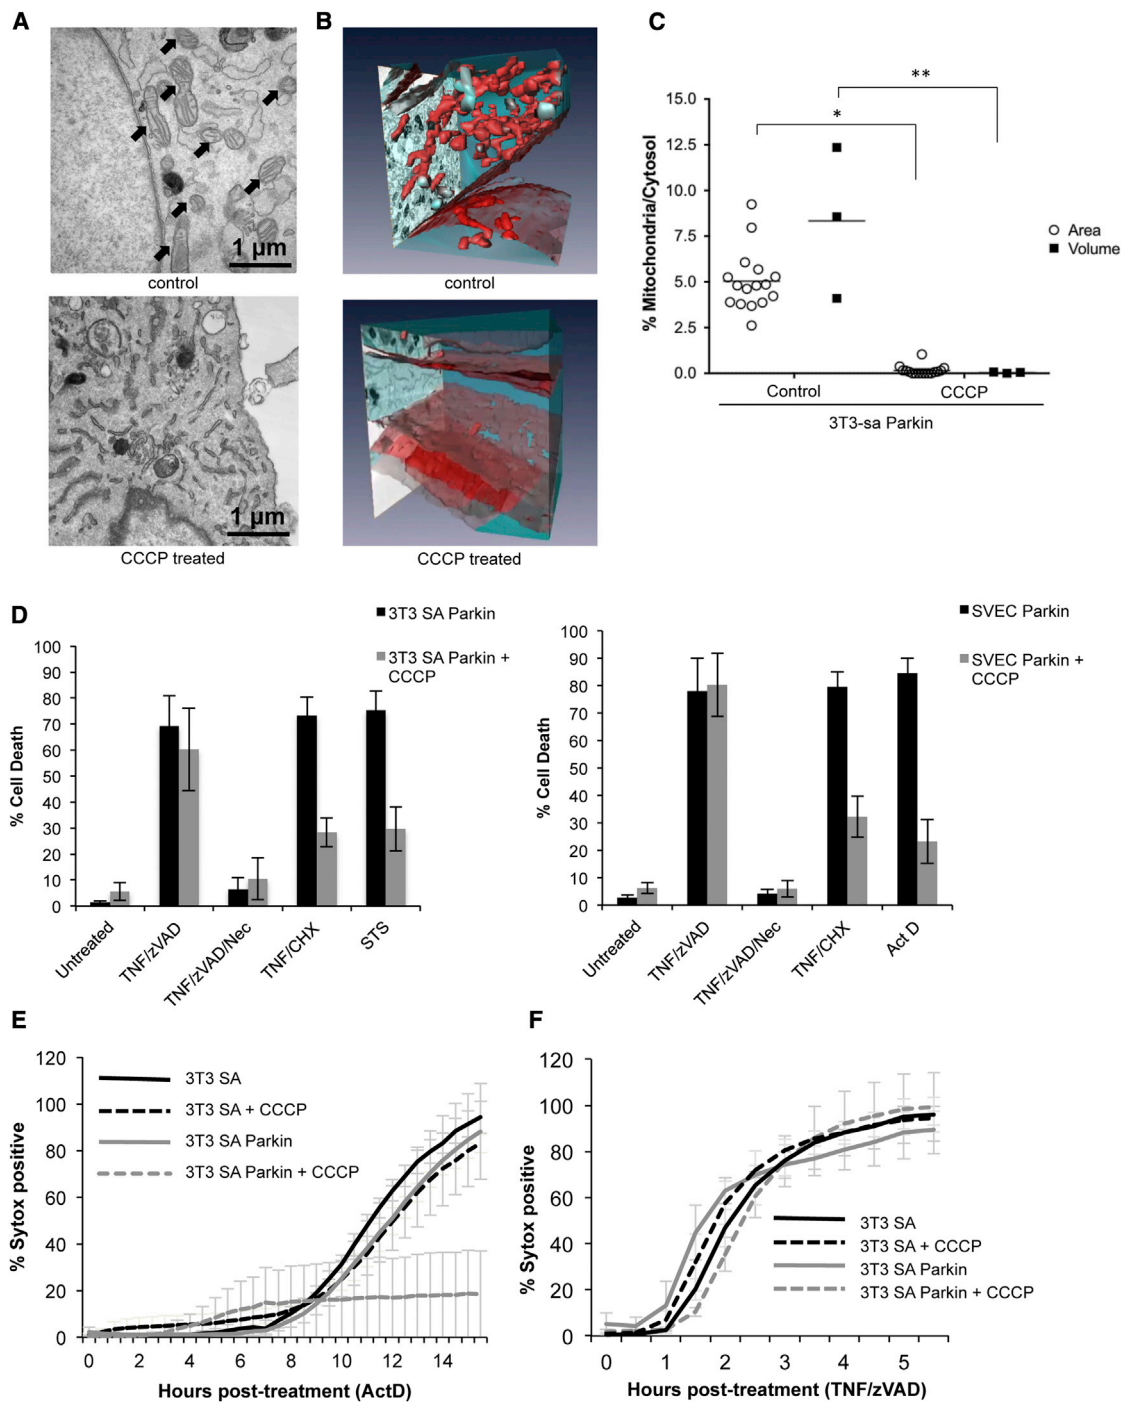 A
B
C
1 µm
control
control
1 µm
CCCP treated
CCCP treated
% Mitochondria/Cytosol
15.0
12.5
10.0
7.5
5.0
2.5
0.0
*
**
Area
Volume
Control
CCCP
3T3-sa Parkin
D
3T3 SA Parkin
3T3 SA Parkin +
CCCP
% Cell Death
100
90
80
70
60
50
40
30
20
10
0
Untreated
TNF/zVAD
TNF/zVAD/Nec
TNF/CHX
STS
SVEC Parkin
SVEC Parkin +
CCCP
% Cell Death
100
90
80
70
60
50
40
30
20
10
0
Untreated
TNF/zVAD
TNF/zVAD/Nec
TNF/CHX
Act D
E
% Sytox positive
120
100
80
60
40
20
0
3T3 SA
3T3 SA + CCCP
3T3 SA Parkin
3T3 SA Parkin + CCCP
0 2 4 6 8 10 12 14
Hours post-treatment (ActD)
F
% Sytox positive
120
100
80
60
40
20
0
3T3 SA
3T3 SA + CCCP
3T3 SA Parkin
3T3 SA Parkin + CCCP
0 1 2 3 4 5
Hours post-treatment (TNF/zVAD)